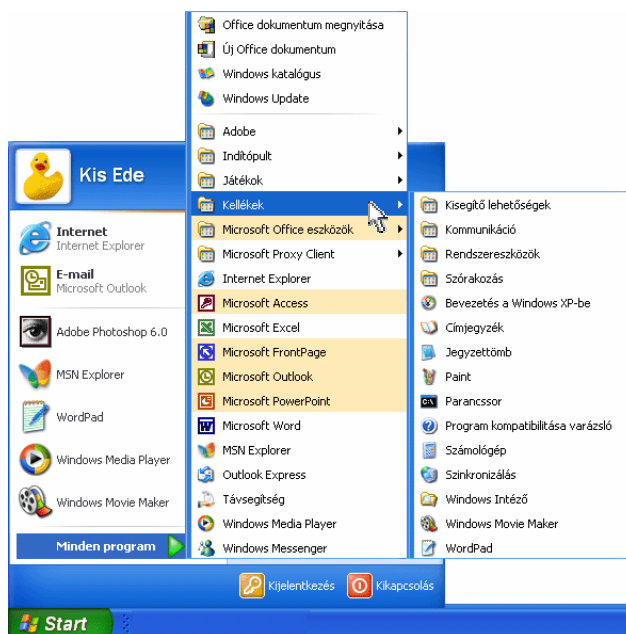 Office dokumentum megnyitása
Új Office dokumentum
Windows katalógus
Windows Update
Adobe
Indítópult
Játékok
Kellékek
Microsoft Office eszközök
Microsoft Proxy Client
Internet Explorer
Microsoft Access
Microsoft Excel
Microsoft FrontPage
Microsoft Outlook
Microsoft PowerPoint
Microsoft Word
MSN Explorer
Outlook Express
Távsegítség
Windows Media Player
Windows Messenger
Kis Ede
Internet
Internet Explorer
E-mail
Microsoft Outlook
Adobe Photoshop 6.0
MSN Explorer
WordPad
Windows Media Player
Windows Movie Maker
Minden program
Kisegítő lehetőségek
Kommunikáció
Rendszereszközök
Szórakozás
Bevezetés a Windows XP-be
Címjegyzék
Jegyzettömb
Paint
Parancssor
Program kompatibilitása varázsló
Számológép
Szinkronizálás
Windows Intéző
Windows Movie Maker
WordPad
Kijelentkezés
Kikapcsolás
Start